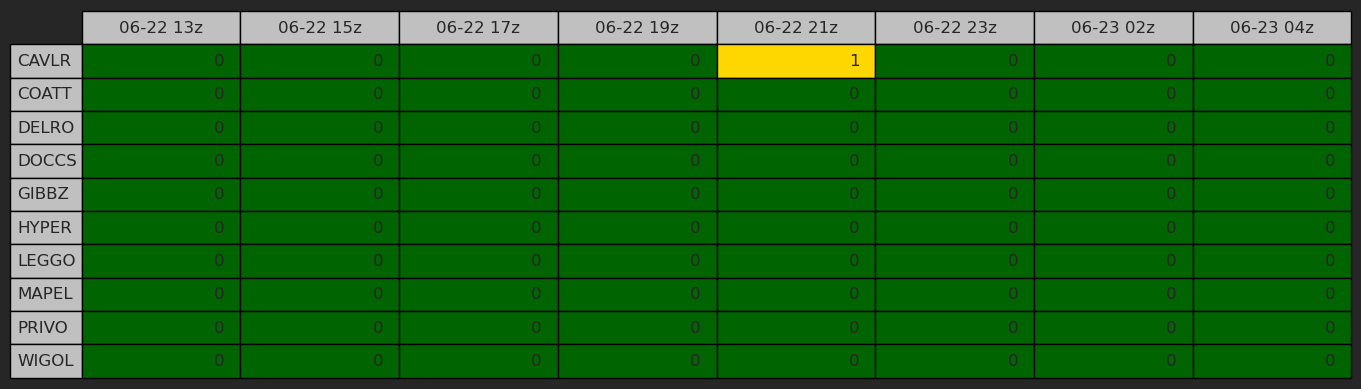 06-22 13z 06-22 15z 06-22 17z 06-22 19z 06-22 21z 06-22 23z 06-23 02z 06-23 04z
CAVLR 0 0 0 0 1 0 0 0
COATT 0 0 0 0 0 0 0 0
DELRO 0 0 0 0 0 0 0 0
DOCCS 0 0 0 0 0 0 0 0
GIBBZ 0 0 0 0 0 0 0 0
HYPER 0 0 0 0 0 0 0 0
LEGGO 0 0 0 0 0 0 0 0
MAPEL 0 0 0 0 0 0 0 0
PRIVO 0 0 0 0 0 0 0 0
WIGOL 0 0 0 0 0 0 0 0